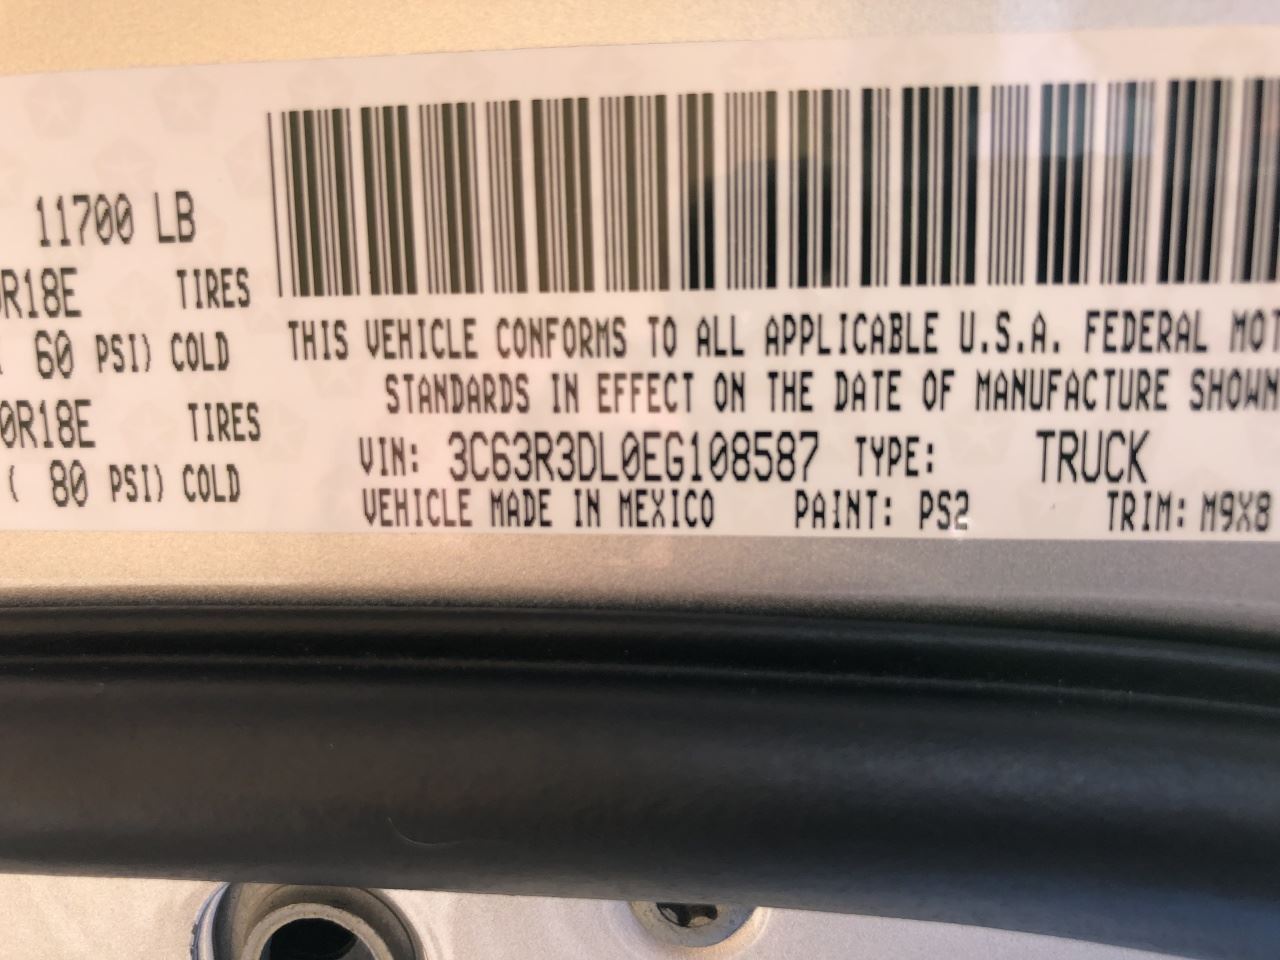 11700 LB
0R18E TIRES
60 PSI) COLD
0R18E TIRES
( 80 PSI) COLD
THIS VEHICLE CONFORMS TO ALL APPLICABLE U.S.A. FEDERAL MOT
STANDARDS IN EFFECT ON THE DATE OF MANUFACTURE SHOWN
VIN: 3C63R3DL0EG108587 TYPE: TRUCK
VEHICLE MADE IN MEXICO PAINT: PS2 TRIM: M9X8